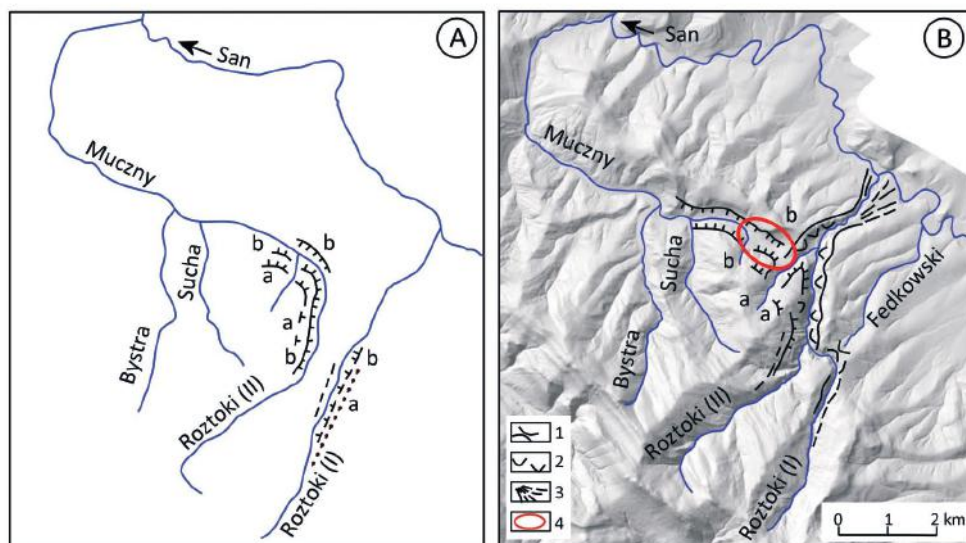 A
San
Muczny
b
b
a
Sucha
a
Bystra
b
b
a
Roztoki (II)
Roztoki (I)
B
San
Muczny
b
b
Sucha
a
a
Fedkowski
Bystra
Roztoki (II)
Roztoki (I)
1
2
3
4
0 1 2 km